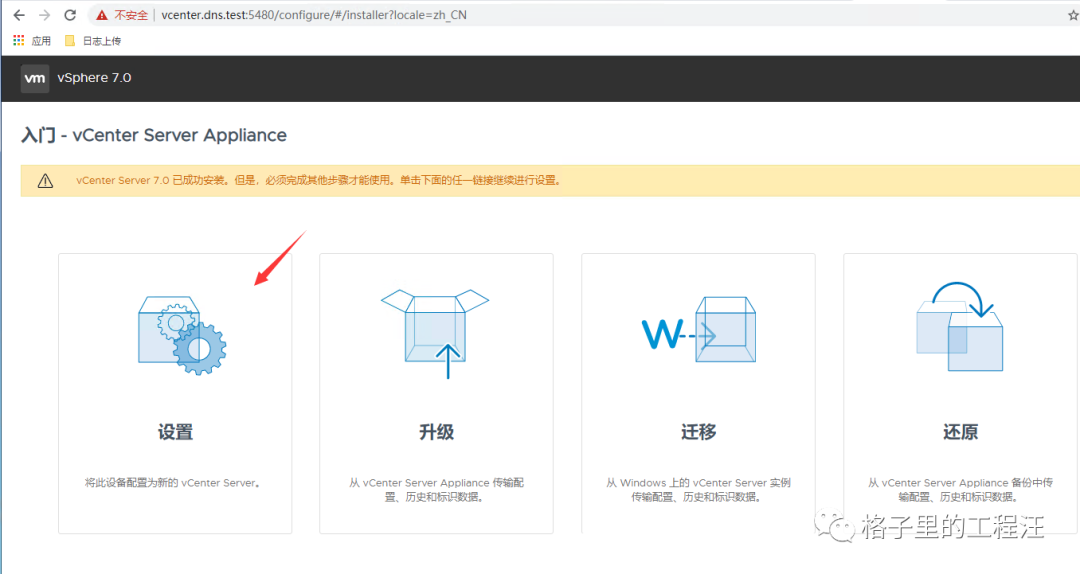 不安全 vcenter.dns.test:5480/configure/#/installer?locale=zh_CN
应用 日志上传
vm vSphere 7.0
入门 - vCenter Server Appliance
vCenter Server 7.0 已成功安装。但是，必须完成其他步骤才能使用。单击下面的任一链接继续进行设置。
W
设置
将此设备配置为新的 vCenter Server。
升级
从 vCenter Server Appliance 传输配
置、历史和标识数据。
迁移
从 Windows 上的 vCenter Server 实例
传输配置、历史和标识数据。
还原
从 vCenter Server Appliance 备份中传
输配置、历史和标识数据。
格子里的工程汪